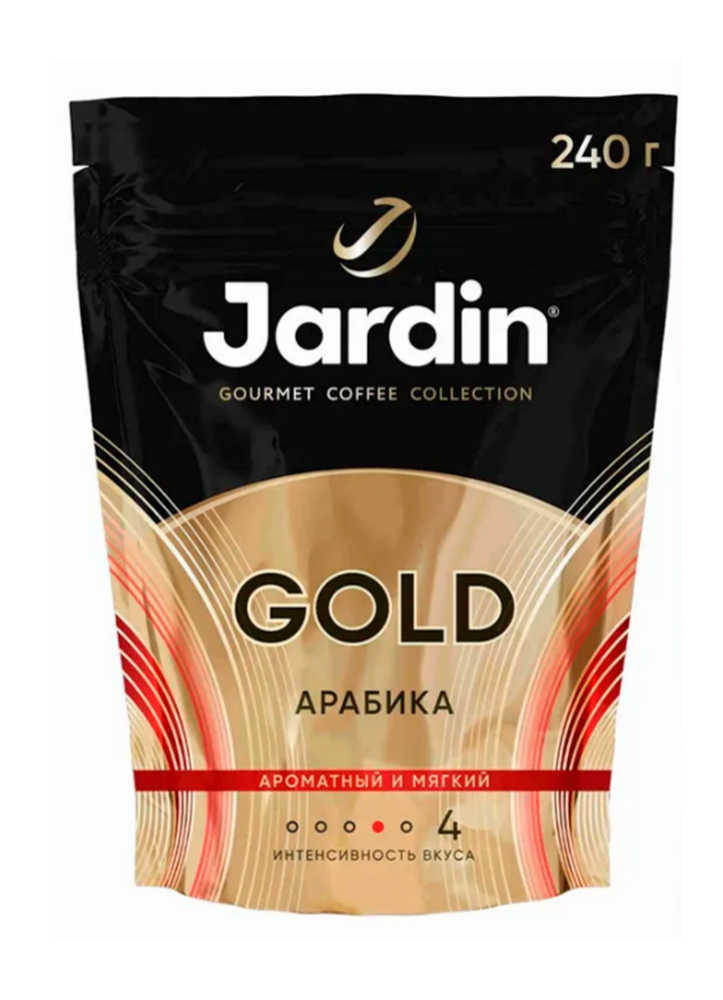 240 г
Jardin®
GOURMET COFFEE COLLECTION
GOLD
АРАБИКА
АРОМАТНЫЙ И МЯГКИЙ
4
ИНТЕНСИВНОСТЬ ВКУСА